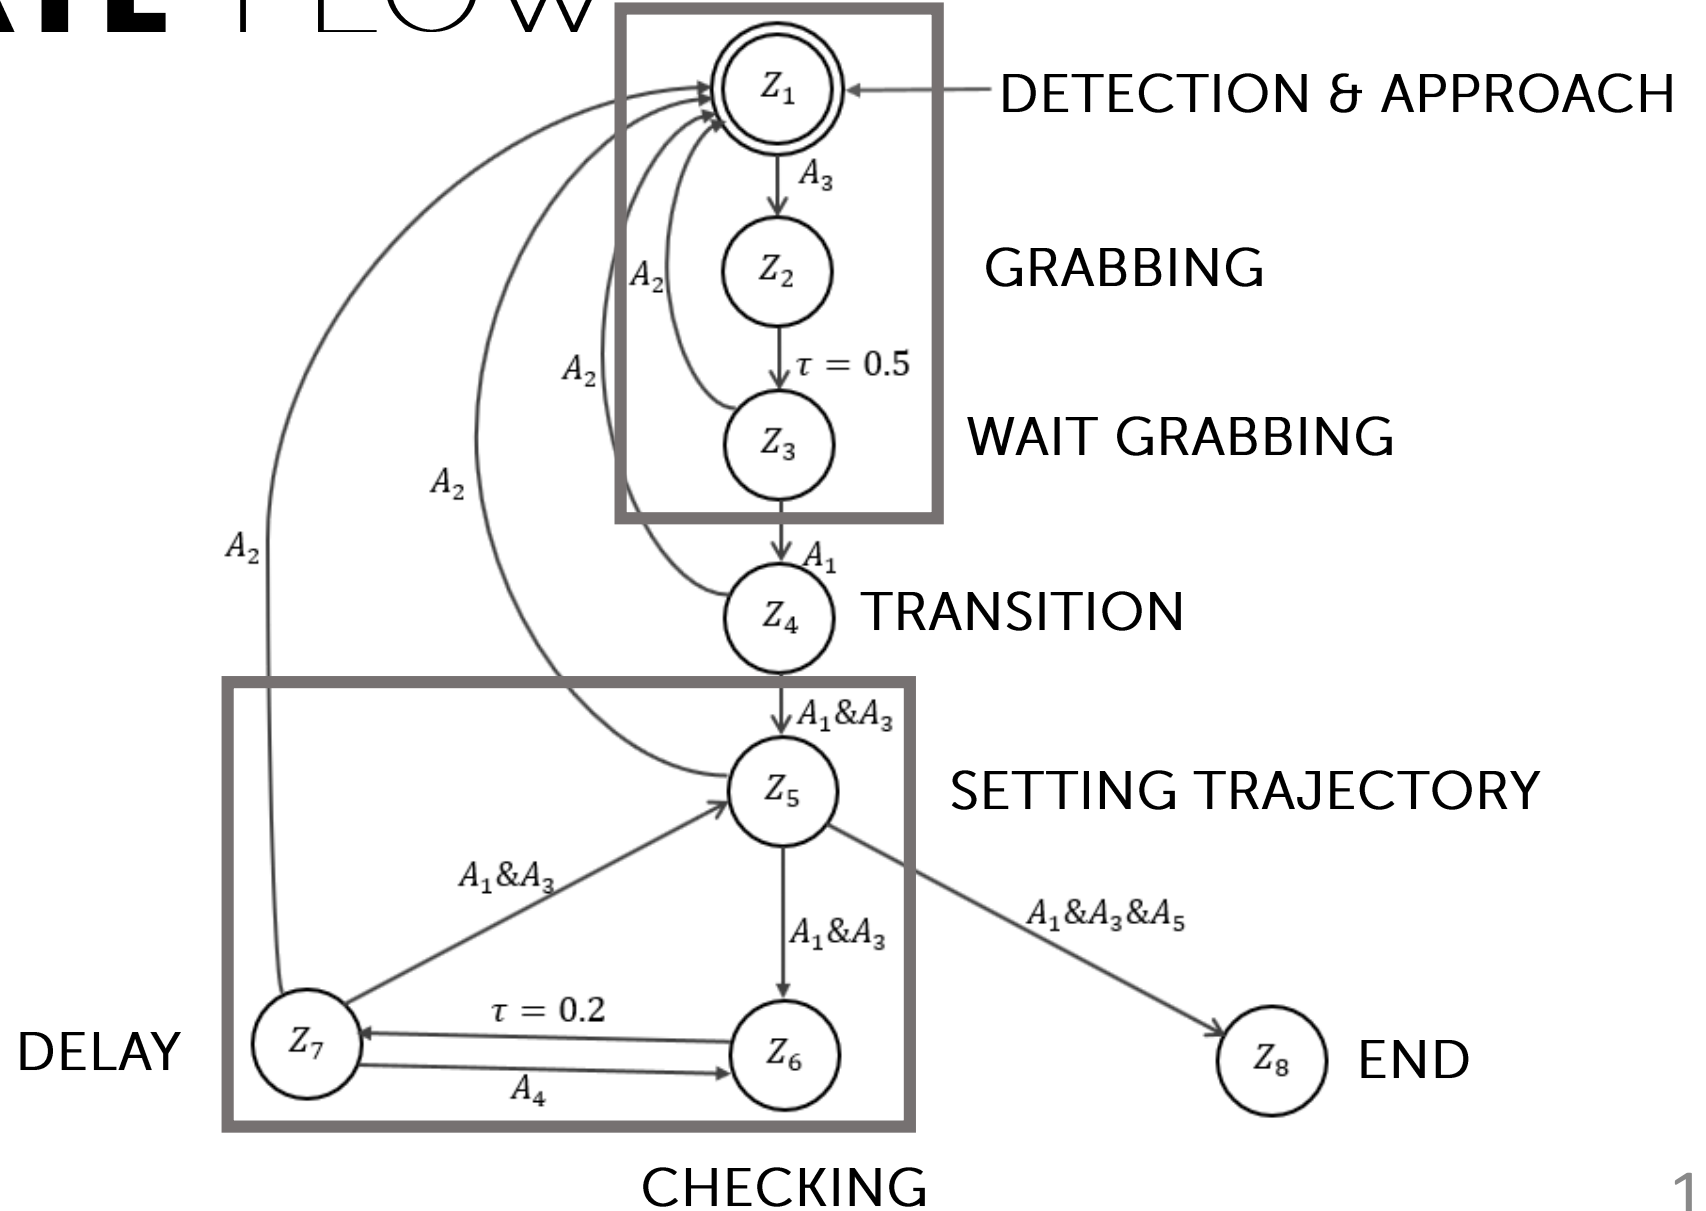 FLOW
Z₁
DETECTION & APPROACH
A₃
Z₂
GRABBING
A₂
τ = 0.5
A₂
Z₃
WAIT GRABBING
A₂
A₂
A₁
Z₄
TRANSITION
A₁&A₃
Z₅
SETTING TRAJECTORY
A₁&A₃
A₁&A₃
A₁&A₃&A₅
τ = 0.2
DELAY
Z₇
Z₆
Z₈
END
A₄
CHECKING
1